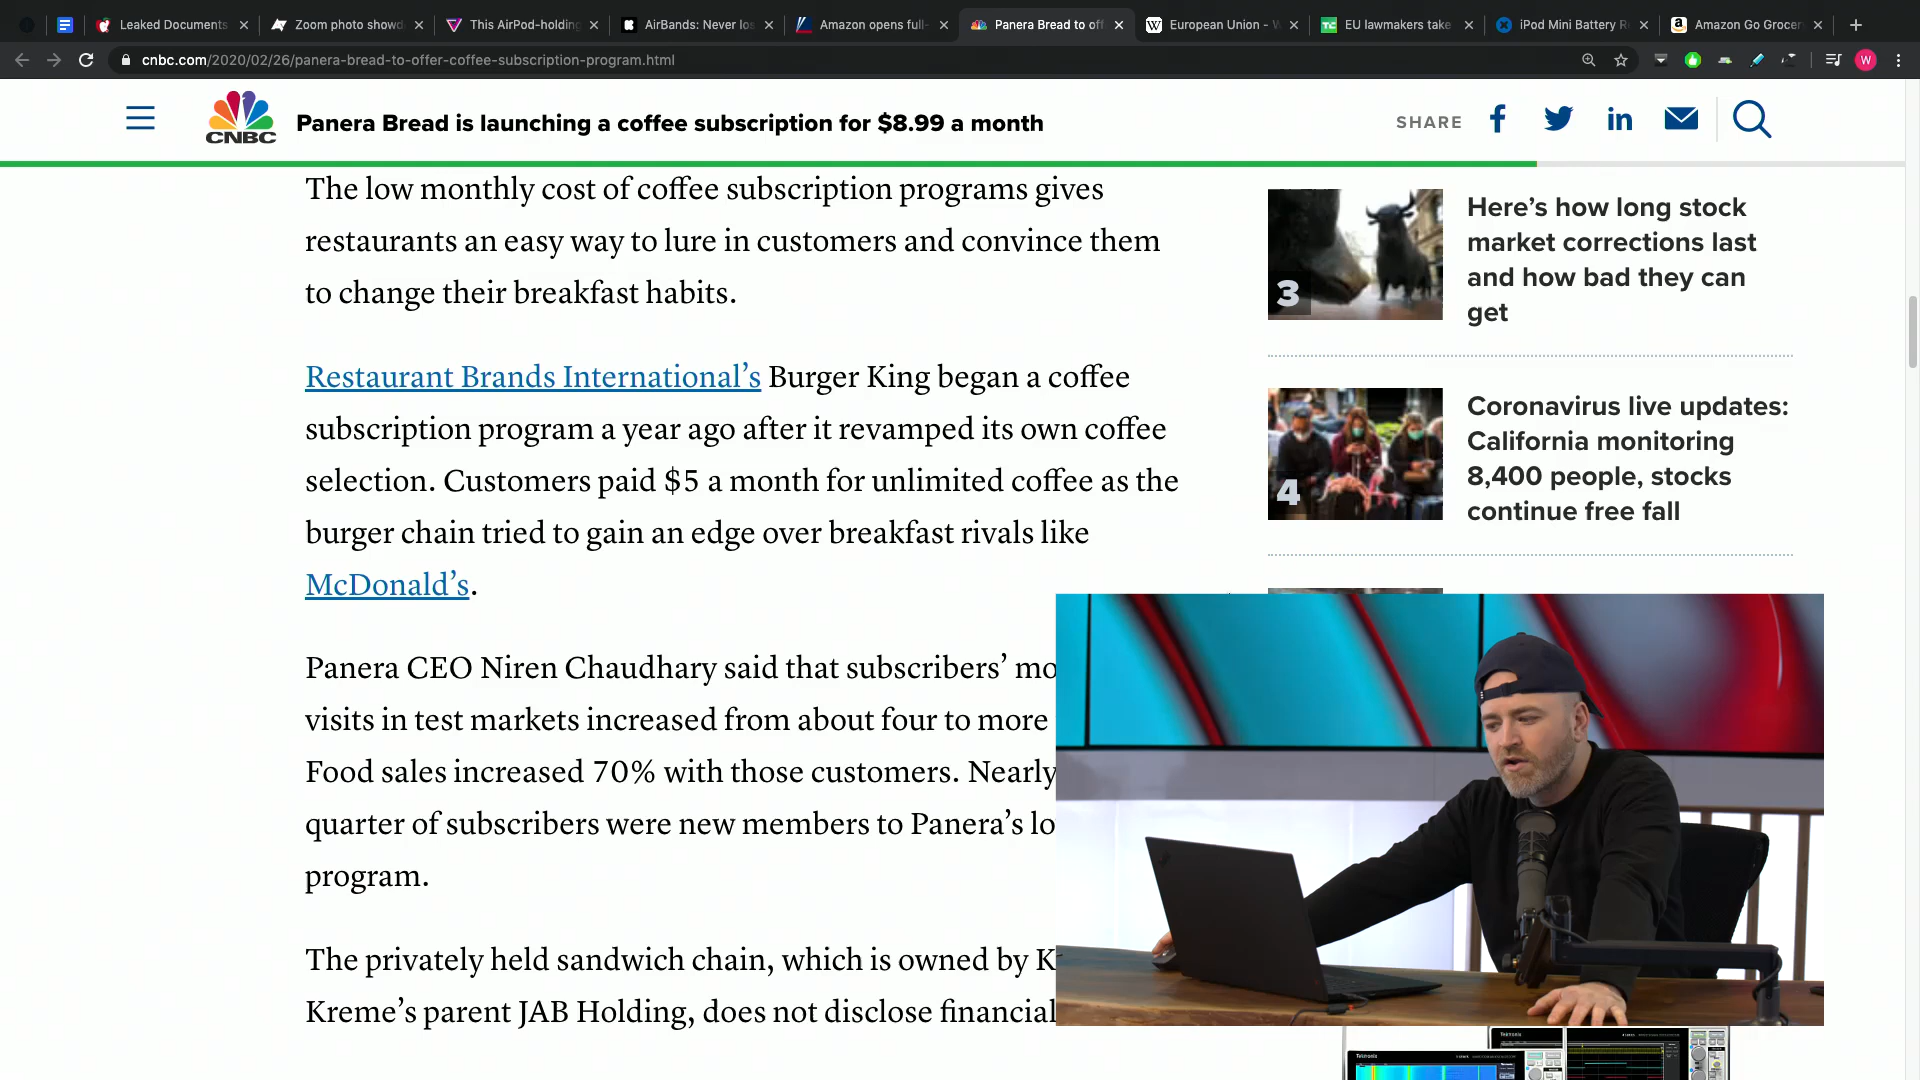 Leaked Documents
Zoom photo showd
This AirPod-holding
AirBands: Never los
Amazon opens full-
Panera Bread to off
European Union - W
EU lawmakers take
iPod Mini Battery R
Amazon Go Grocer
cnbc.com/2020/02/26/panera-bread-to-offer-coffee-subscription-program.html
W
CNBC
Panera Bread is launching a coffee subscription for $8.99 a month
SHARE
The low monthly cost of coffee subscription programs gives
restaurants an easy way to lure in customers and convince them
to change their breakfast habits.
Restaurant Brands International’s Burger King began a coffee
subscription program a year ago after it revamped its own coffee
selection. Customers paid $5 a month for unlimited coffee as the
burger chain tried to gain an edge over breakfast rivals like
McDonald’s.
Panera CEO Niren Chaudhary said that subscribers’ mo
visits in test markets increased from about four to more
Food sales increased 70% with those customers. Nearly
quarter of subscribers were new members to Panera’s lo
program.
The privately held sandwich chain, which is owned by K
Kreme’s parent JAB Holding, does not disclose financial
3
Here’s how long stock
market corrections last
and how bad they can
get
4
Coronavirus live updates:
California monitoring
8,400 people, stocks
continue free fall
Tektronix
Tektronix